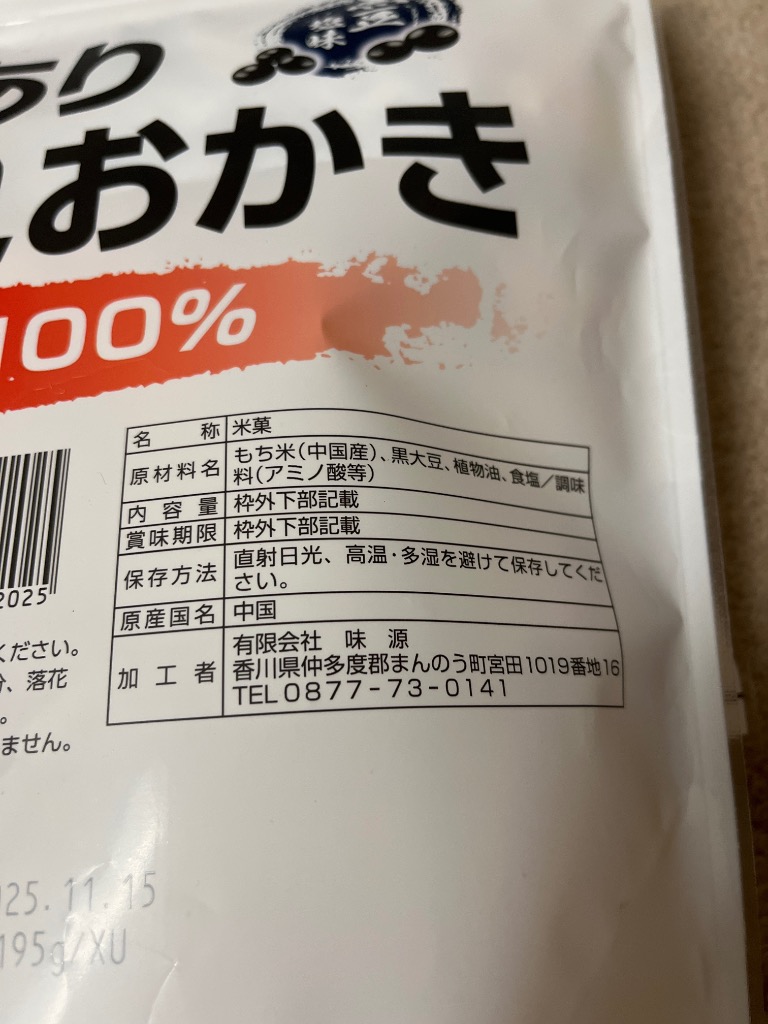 塩味
あり
おかき
100%
名称 米菓
原材料名 もち米(中国産)、黒大豆、植物油、食塩/調味
料(アミノ酸等)
内容量 枠外下部記載
賞味期限 枠外下部記載
保存方法 直射日光、高温・多湿を避けて保存してくだ
さい。
原産国名 中国
加工者 有限会社 味源
香川県仲多度郡まんのう町宮田1019番地16
TEL0877-73-0141
2025
ください。
、落花
。
ません。
25.11.15
195g/XU